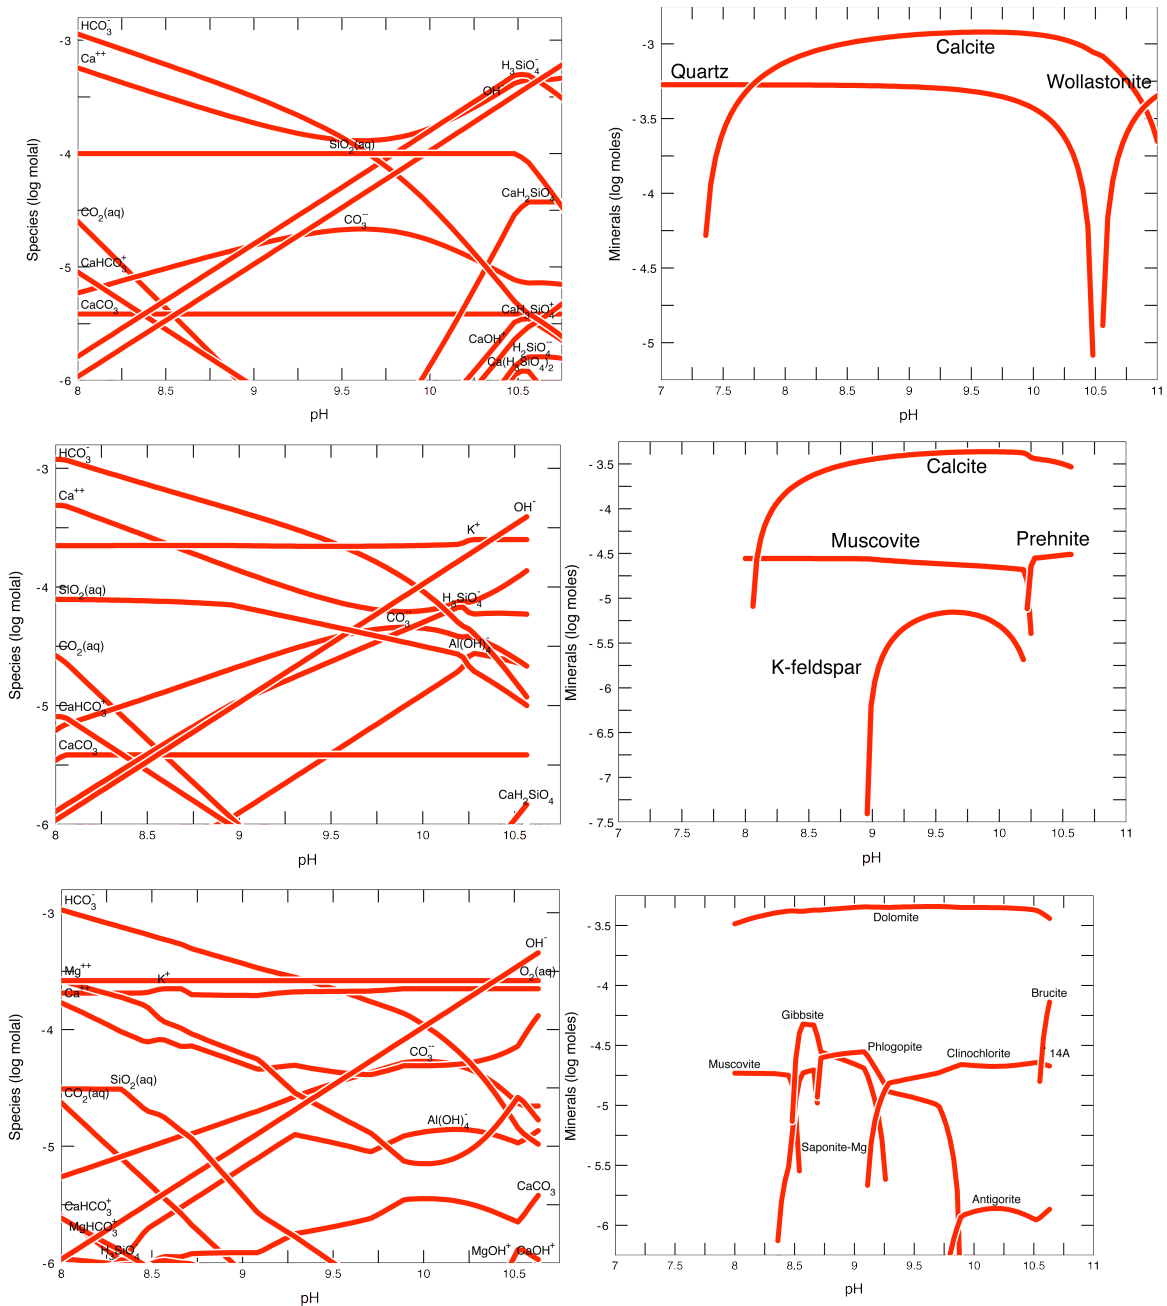 HCO3-
Ca++
SiO2(aq)
CO2(aq)
CaHCO3+
CaCO3
CO3--
H3SiO4-
OH-
CaH2SiO4
CaH3SiO4+
CaOH+
H2SiO4--
Ca(H3SiO4)2
-3
-4
-5
-6
8
8.5
9
9.5
10
10.5
pH
Species (log molal)
Quartz
Calcite
Wollastonite
-3
-3.5
-4
-4.5
-5
7
7.5
8
8.5
9
9.5
10
10.5
11
pH
Minerals (log moles)
HCO3-
Ca++
K+
OH-
SiO2(aq)
H3SiO4-
CO3--
Al(OH)4-
CO2(aq)
CaHCO3+
CaCO3
CaH2SiO4
-3
-4
-5
-6
8
8.5
9
9.5
10
10.5
pH
Species (log molal)
Calcite
Muscovite
Prehnite
K-feldspar
-3.5
-4
-4.5
-5
-5.5
-6
-6.5
-7
-7.5
7
7.5
8
8.5
9
9.5
10
10.5
11
pH
Minerals (log moles)
HCO3-
Mg++
K+
Ca++
OH-
O2(aq)
CO3--
SiO2(aq)
CO2(aq)
Al(OH)4-
CaCO3
CaHCO3+
MgHCO3+
H3SiO4-
MgOH+
CaOH+
-3
-4
-5
-6
8
8.5
9
9.5
10
10.5
pH
Species (log molal)
Dolomite
Brucite
Gibbsite
Phlogopite
Clinochlorite
14A
Muscovite
Saponite-Mg
Antigorite
-3.5
-4
-4.5
-5
-5.5
-6
7
7.5
8
8.5
9
9.5
10
10.5
11
pH
Minerals (log moles)